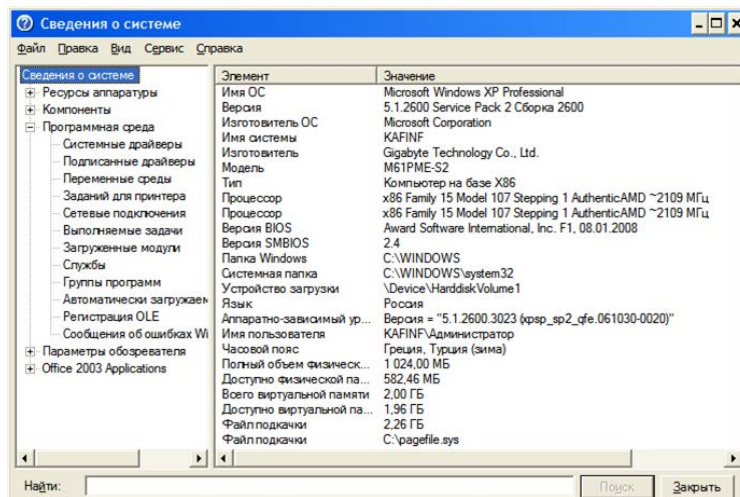 Сведения о системе
Файл Правка Вид Сервис Справка
Сведения о системе
Ресурсы аппаратуры
Компоненты
Программная среда
Системные драйверы
Подписанные драйверы
Переменные среды
Заданий для принтера
Сетевые подключения
Выполняемые задачи
Загруженные модули
Службы
Группы программ
Автоматически загружаем
Регистрация OLE
Сообщения об ошибках Wi
Параметры обозревателя
Office 2003 Applications
Элемент Значение
Имя ОС Microsoft Windows XP Professional
Версия 5.1.2600 Service Pack 2 Сборка 2600
Изготовитель ОС Microsoft Corporation
Имя системы KAFINF
Изготовитель Gigabyte Technology Co., Ltd.
Модель M61PME-S2
Тип Компьютер на базе X86
Процессор x86 Family 15 Model 107 Stepping 1 AuthenticAMD ~2109 МГц
Процессор x86 Family 15 Model 107 Stepping 1 AuthenticAMD ~2109 МГц
Версия BIOS Award Software International, Inc. F1, 08.01.2008
Версия SMBIOS 2.4
Папка Windows C:\WINDOWS
Системная папка C:\WINDOWS\system32
Устройство загрузки \Device\HarddiskVolume1
Язык Россия
Аппаратно-зависимый ур... Версия = "5.1.2600.3023 (xpsp_sp2_qfe.061030-0020)"
Имя пользователя KAFINF\Администратор
Часовой пояс Греция, Турция (зима)
Полный объем физическ... 1 024,00 МБ
Доступно физической па... 582,46 МБ
Всего виртуальной памяти 2,00 ГБ
Доступно виртуальной па... 1,96 ГБ
Файл подкачки 2,26 ГБ
Файл подкачки C:\pagefile.sys
Найти: Поиск Закрыть